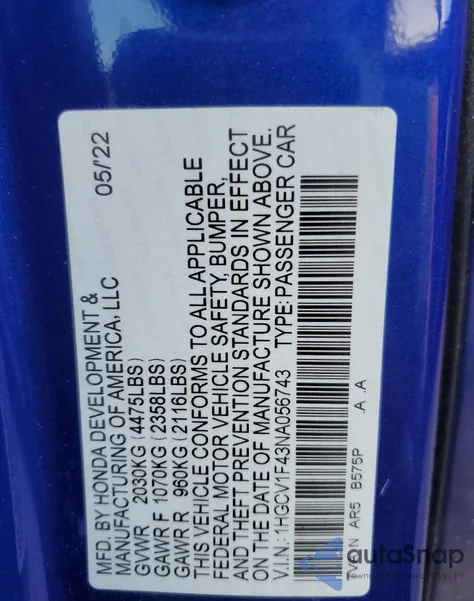 MFD. BY HONDA DEVELOPMENT & 05/'22
MANUFACTURING OF AMERICA, LLC
GVWR 2030KG (4475LBS)
GAWR F 1070KG (2358LBS)
GAWR R 960KG (2116LBS)
THIS VEHICLE CONFORMS TO ALL APPLICABLE
FEDERAL MOTOR VEHICLE SAFETY, BUMPER,
AND THEFT PREVENTION STANDARDS IN EFFECT
ON THE DATE OF MANUFACTURE SHOWN ABOVE.
V.I.N.: 1HGCV1F43NA056743 TYPE: PASSENGER CAR
TVA AR5 B575P .A .A
autoSnap